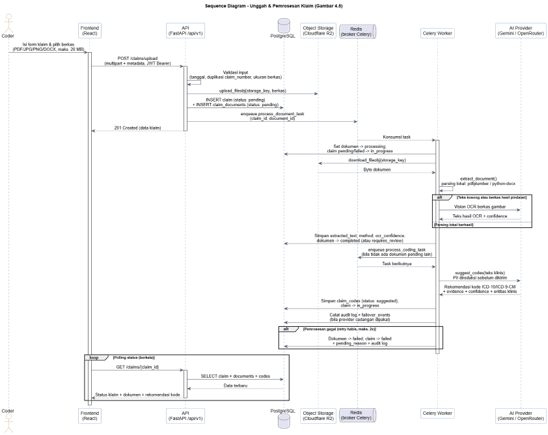 Sequence Diagram - Unggah & Pemrosesan Klaim (Gambar 4.8)
Coder
Frontend
(React)
API
(FastAPI /api/v1)
PostgreSQL
Object Storage
(Cloudflare R2)
Redis
(broker Celery)
Celery Worker
AI Provider
(Gemini / OpenRouter)
Isi form klaim & pilih berkas
(PDF/JPG/PNG/DOCX, maks. 20 MB)
POST /claims/upload
(multipart + metadata, JWT Bearer)
Validasi input
(tanggal, duplikasi claim_number, ukuran berkas)
upload_fileobj(storage_key, berkas)
INSERT claim (status: pending)
+ INSERT claim_documents (status: pending)
enqueue process_document_task
(claim_id, document_id)
201 Created (data klaim)
Konsumsi task
Set dokumen -> processing,
claim pending/failed -> in_progress
download_fileobj(storage_key)
Byte dokumen
extract_document()
parsing lokal: pdfplumber / python-docx
alt
[Teks kosong atau berkas hasil pindaian]
Vision OCR berkas gambar
Teks hasil OCR + confidence
[Parsing lokal berhasil]
Simpan extracted_text, method, ocr_confidence,
dokumen -> completed (atau requires_review)
enqueue process_coding_task
(bila tidak ada dokumen pending lain)
Task berikutnya
suggest_codes(teks klinis)
PII diredaksi sebelum dikirim
Rekomendasi kode ICD-10/ICD-9-CM
+ evidence + confidence + entitas klinis
Simpan claim_codes (status: suggested),
claim -> in_progress
Catat audit log + failover_events
(bila provider cadangan dipakai)
alt
[Pemrosesan gagal (retry habis, maks. 3x)]
Dokumen -> failed; claim -> failed
+ pending_reason + audit log
loop
[Polling status (berkala)]
GET /claims/{claim_id}
SELECT claim + documents + codes
Data terbaru
Status klaim + dokumen + rekomendasi kode
Coder
Frontend
(React)
API
(FastAPI /api/v1)
PostgreSQL
Object Storage
(Cloudflare R2)
Redis
(broker Celery)
Celery Worker
AI Provider
(Gemini / OpenRouter)